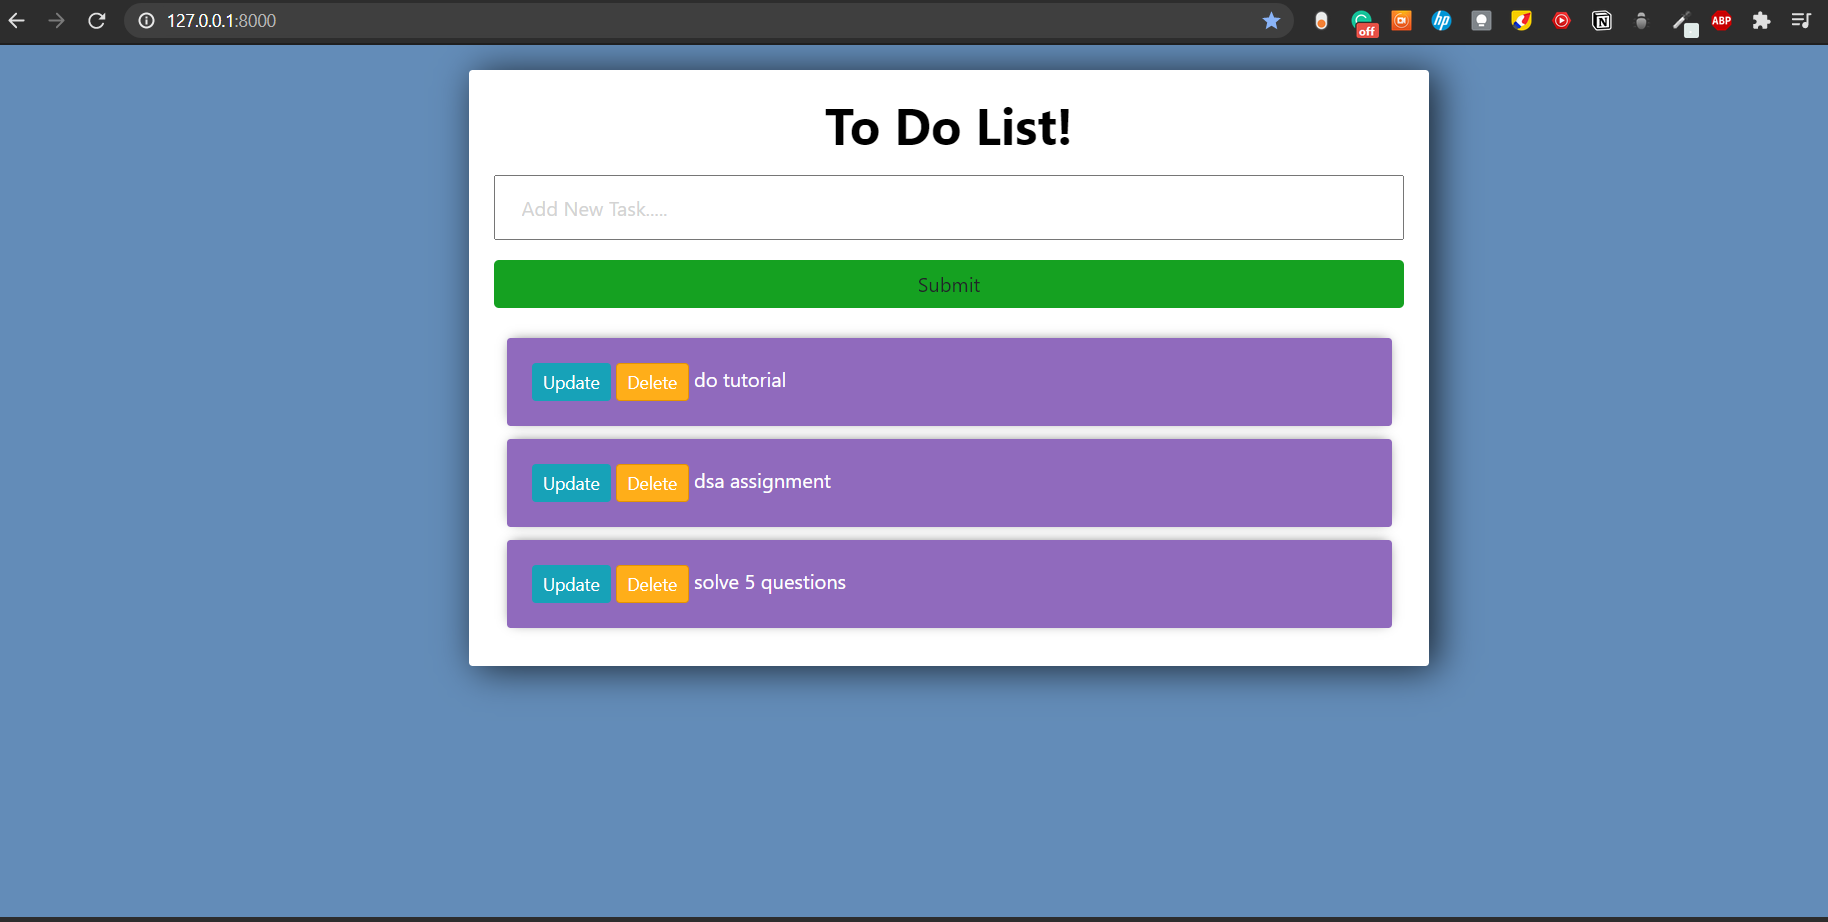 127.0.0.1:8000
off
hp
N
ABP
To Do List!
Add New Task.....
Submit
Update Delete do tutorial
Update Delete dsa assignment
Update Delete solve 5 questions